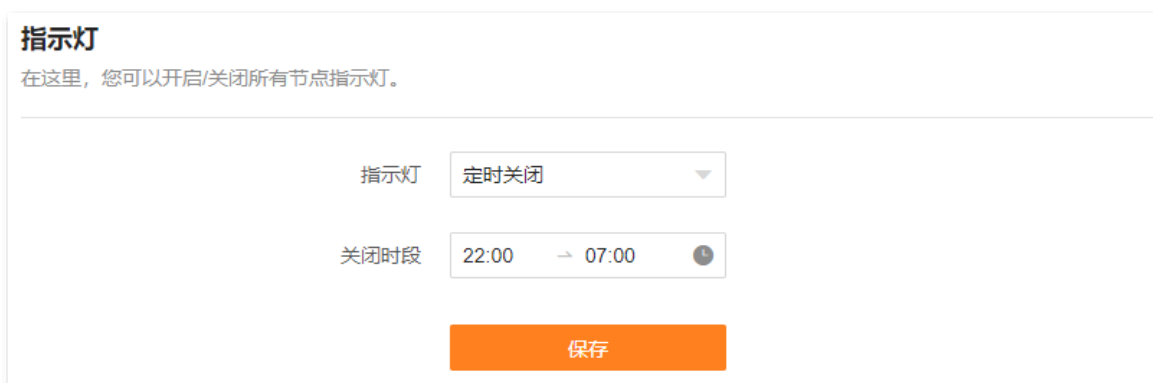 指示灯
在这里，您可以开启/关闭所有节点指示灯。
指示灯 定时关闭
关闭时段 22:00 → 07:00
保存